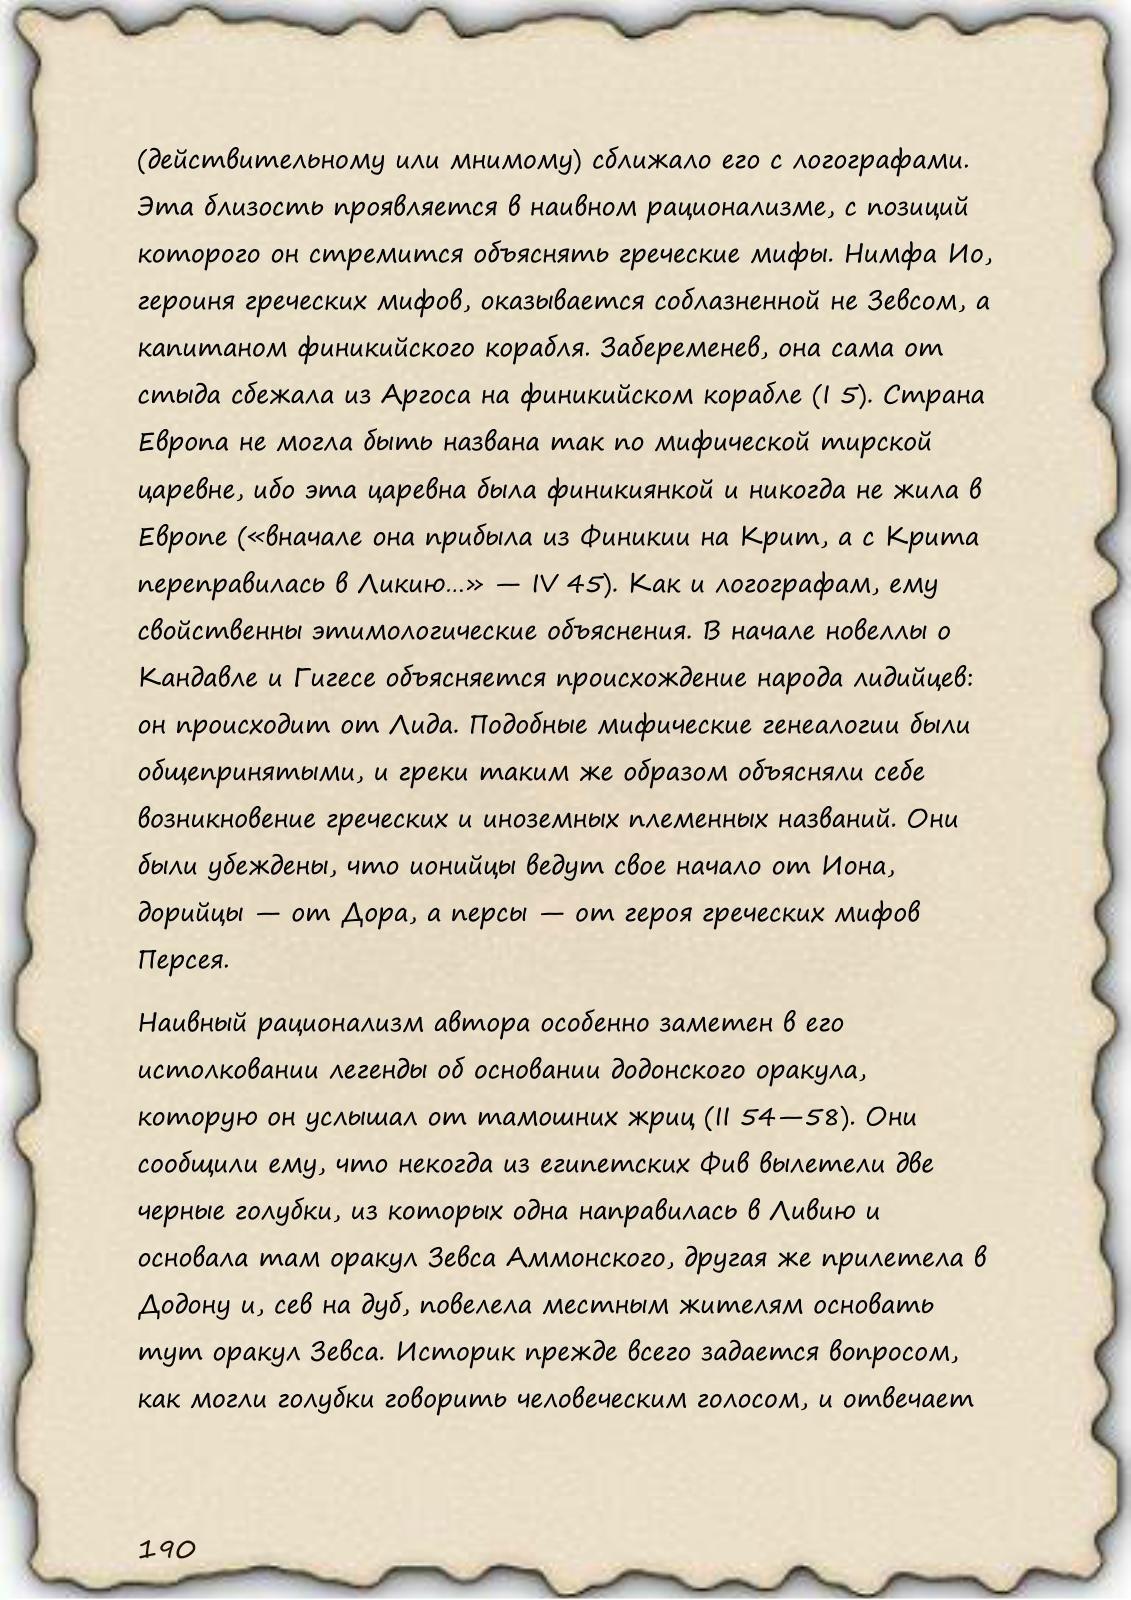 (действительному или мнимому) сближало его с логографами.
Эта близость проявляется в наивном рационализме, с позиций
которого он стремится объяснять греческие мифы. Нимфа Ио,
героиня греческих мифов, оказывается соблазненной не Зевсом, а
капитаном финикийского корабля. Забеременев, она сама от
стыда сбежала из Аргоса на финикийском корабле (I 5). Страна
Европа не могла быть названа так по мифической тирской
царевне, ибо эта царевна была финикиянкой и никогда не жила в
Европе («вначале она прибыла из Финикии на Крит, а с Крита
переправилась в Ликию...» — IV 45). Как и логографам, ему
свойственны этимологические объяснения. В начале новеллы о
Кандавле и Гигесе объясняется происхождение народа лидийцев:
он происходит от Лида. Подобные мифические генеалогии были
общепринятыми, и греки таким же образом объясняли себе
возникновение греческих и иноземных племенных названий. Они
были убеждены, что ионийцы ведут свое начало от Иона,
дорийцы — от Дора, а персы — от героя греческих мифов
Персея.
Наивный рационализм автора особенно заметен в его
истолковании легенды об основании додонского оракула,
которую он услышал от тамошних жриц (II 54—58). Они
сообщили ему, что некогда из египетских Фив вылетели две
черные голубки, из которых одна направилась в Ливию и
основала там оракул Зевса Аммонского, другая же прилетела в
Додону и, сев на дуб, повелела местным жителям основать
тут оракул Зевса. Историк прежде всего задается вопросом,
как могли голубки говорить человеческим голосом, и отвечает
190